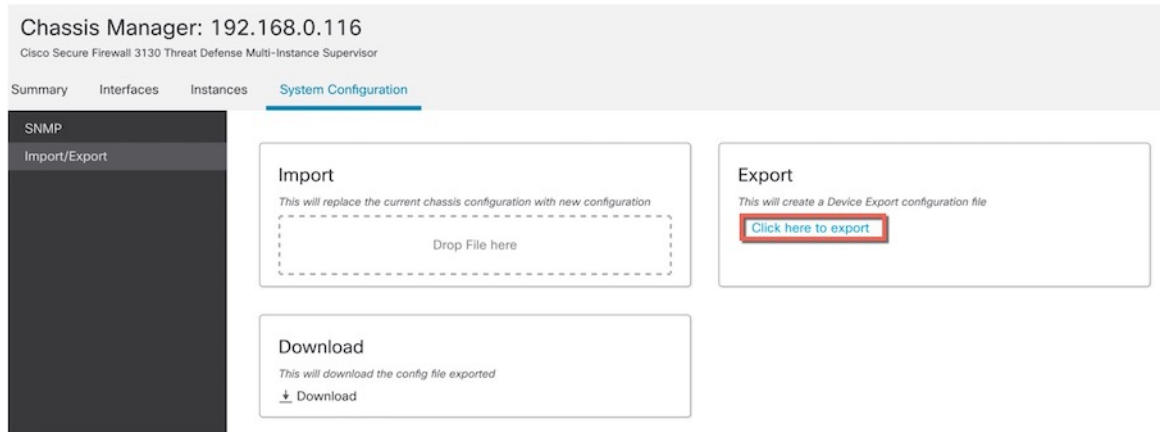 Chassis Manager: 192.168.0.116
Cisco Secure Firewall 3130 Threat Defense Multi-Instance Supervisor
Summary Interfaces Instances System Configuration
SNMP
Import/Export
Import
This will replace the current chassis configuration with new configuration
Drop File here
Export
This will create a Device Export configuration file
Click here to export
Download
This will download the config file exported
Download